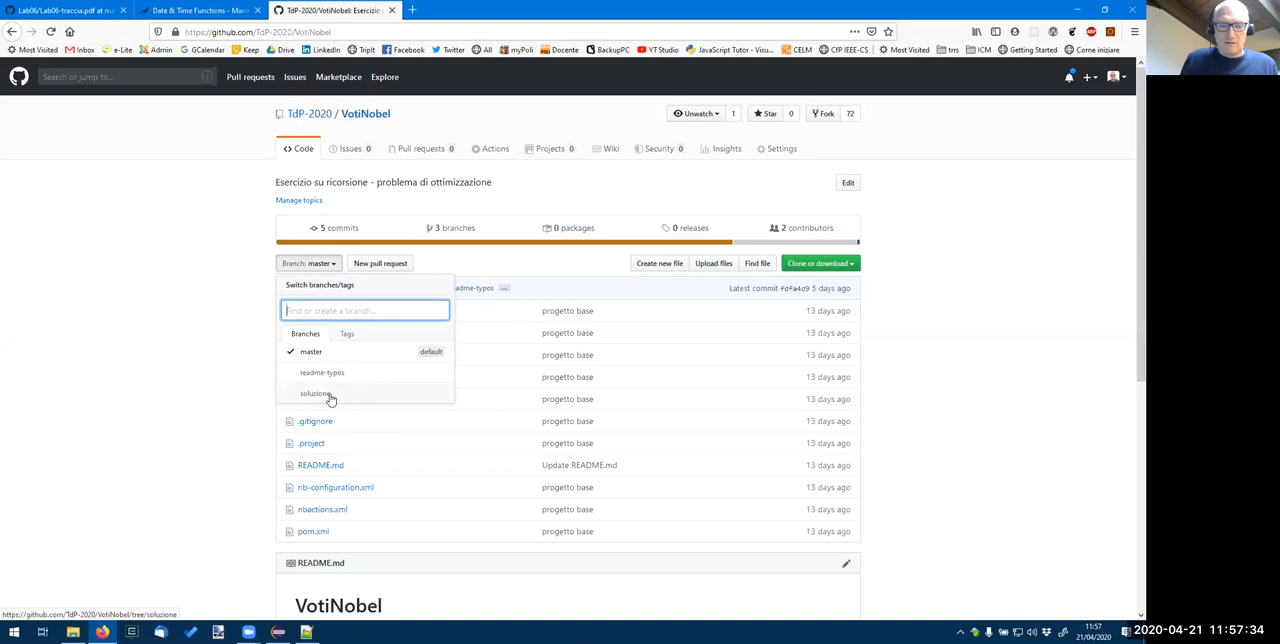 Lab06/Lab06-traccia.pdf at m
Date & Time Functions - Man
TdP-2020/VotiNobel: Esercizio s
https://github.com/TdP-2020/VotiNobel
Most Visited
Inbox
e-Lite
Admin
GCalendar
Keep
Drive
LinkedIn
TripIt
Facebook
Twitter
All
myPoli
Docente
BackupPC
YT Studio
JavaScript Tutor - Visu...
CELM
CfP IEEE-CS
Most Visited
trrs
ICM
Getting Started
Corne iniziare
Search or jump to...
/
Pull requests
Issues
Marketplace
Explore
TdP-2020 / VotiNobel
Unwatch
1
Star
0
Fork
72
Code
Issues 0
Pull requests 0
Actions
Projects 0
Wiki
Security 0
Insights
Settings
Esercizio su ricorsione - problema di ottimizzazione
Edit
Manage topics
5 commits
3 branches
0 packages
0 releases
2 contributors
Branch: master
New pull request
Create new file
Upload files
Find file
Clone or download
Switch branches/tags
eadme-typos
...
Latest commit fdfa4d9 5 days ago
Find or create a branch...
progetto base
13 days ago
Branches
Tags
progetto base
13 days ago
master
default
progetto base
13 days ago
readme-typos
progetto base
13 days ago
soluzione
progetto base
13 days ago
.gitignore
progetto base
13 days ago
.project
progetto base
13 days ago
README.md
Update README.md
13 days ago
nb-configuration.xml
progetto base
13 days ago
nbactions.xml
progetto base
13 days ago
pom.xml
progetto base
13 days ago
README.md
VotiNobel
https://github.com/TdP-2020/VotiNobel/tree/soluzione
11:57
21/04/2020
2020-04-21 11:57:34